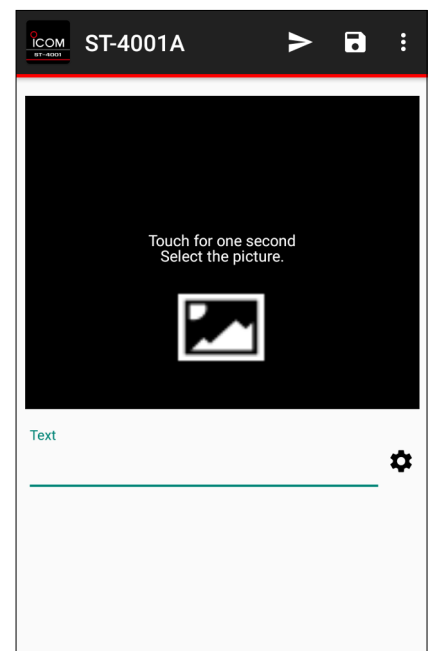 ICOM
ST-4001
ST-4001A
Touch for one second
Select the picture.
Text